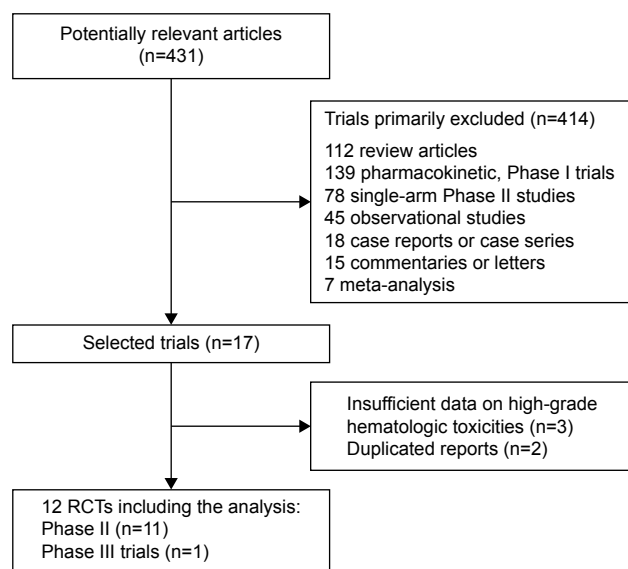 Potentially relevant articles
(n=431)
Trials primarily excluded (n=414)
112 review articles
139 pharmacokinetic, Phase I trials
78 single-arm Phase II studies
45 observational studies
18 case reports or case series
15 commentaries or letters
7 meta-analysis
Selected trials (n=17)
Insufficient data on high-grade
hematologic toxicities (n=3)
Duplicated reports (n=2)
12 RCTs including the analysis:
Phase II (n=11)
Phase III trials (n=1)